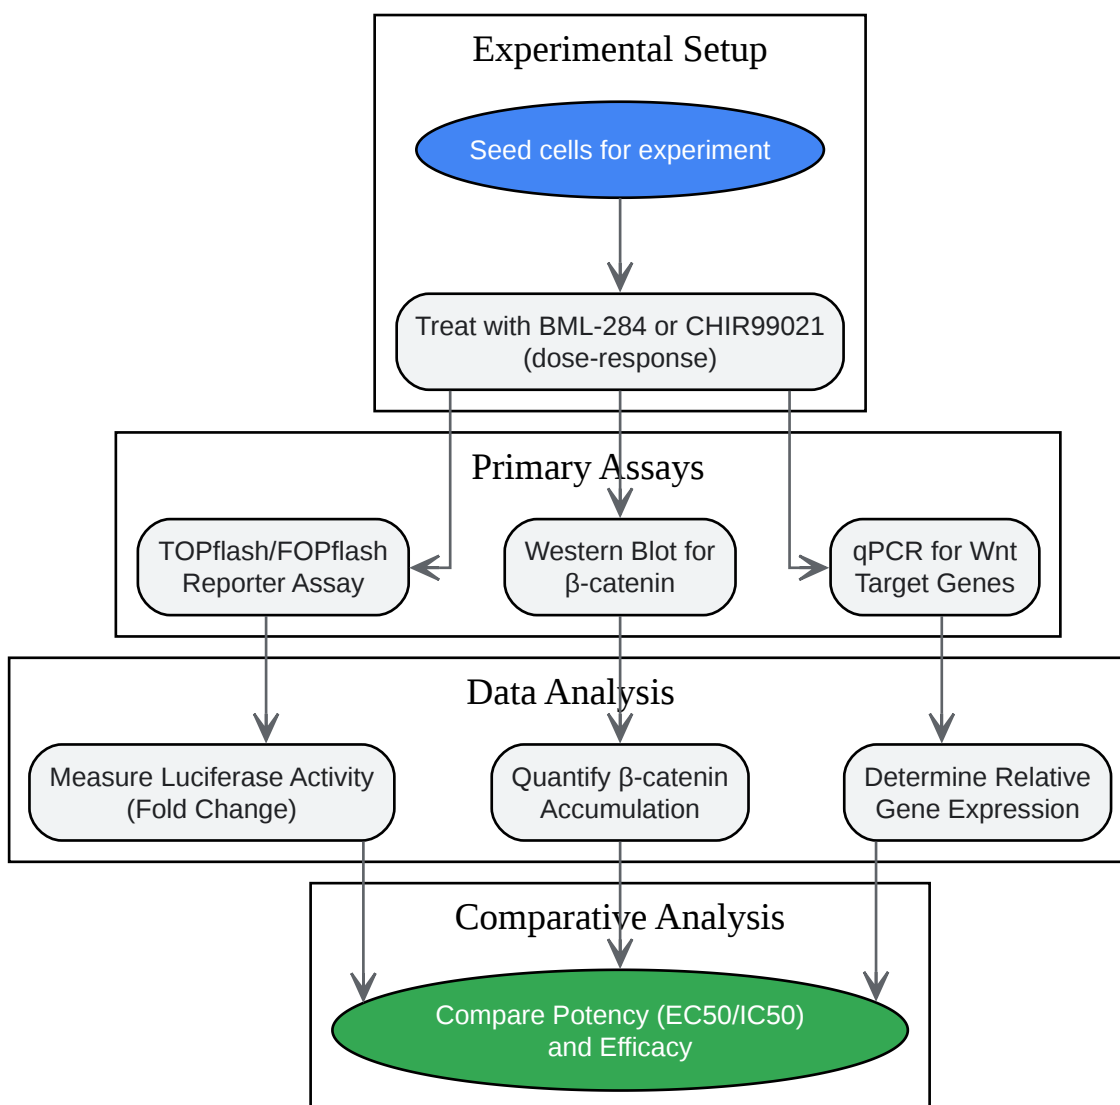 Experimental Setup
Seed cells for experiment
Treat with BML-284 or CHIR99021
(dose-response)
Primary Assays
TOPflash/FOPflash
Reporter Assay
Western Blot for
β-catenin
qPCR for Wnt
Target Genes
Data Analysis
Measure Luciferase Activity
(Fold Change)
Quantify β-catenin
Accumulation
Determine Relative
Gene Expression
Comparative Analysis
Compare Potency (EC50/IC50)
and Efficacy